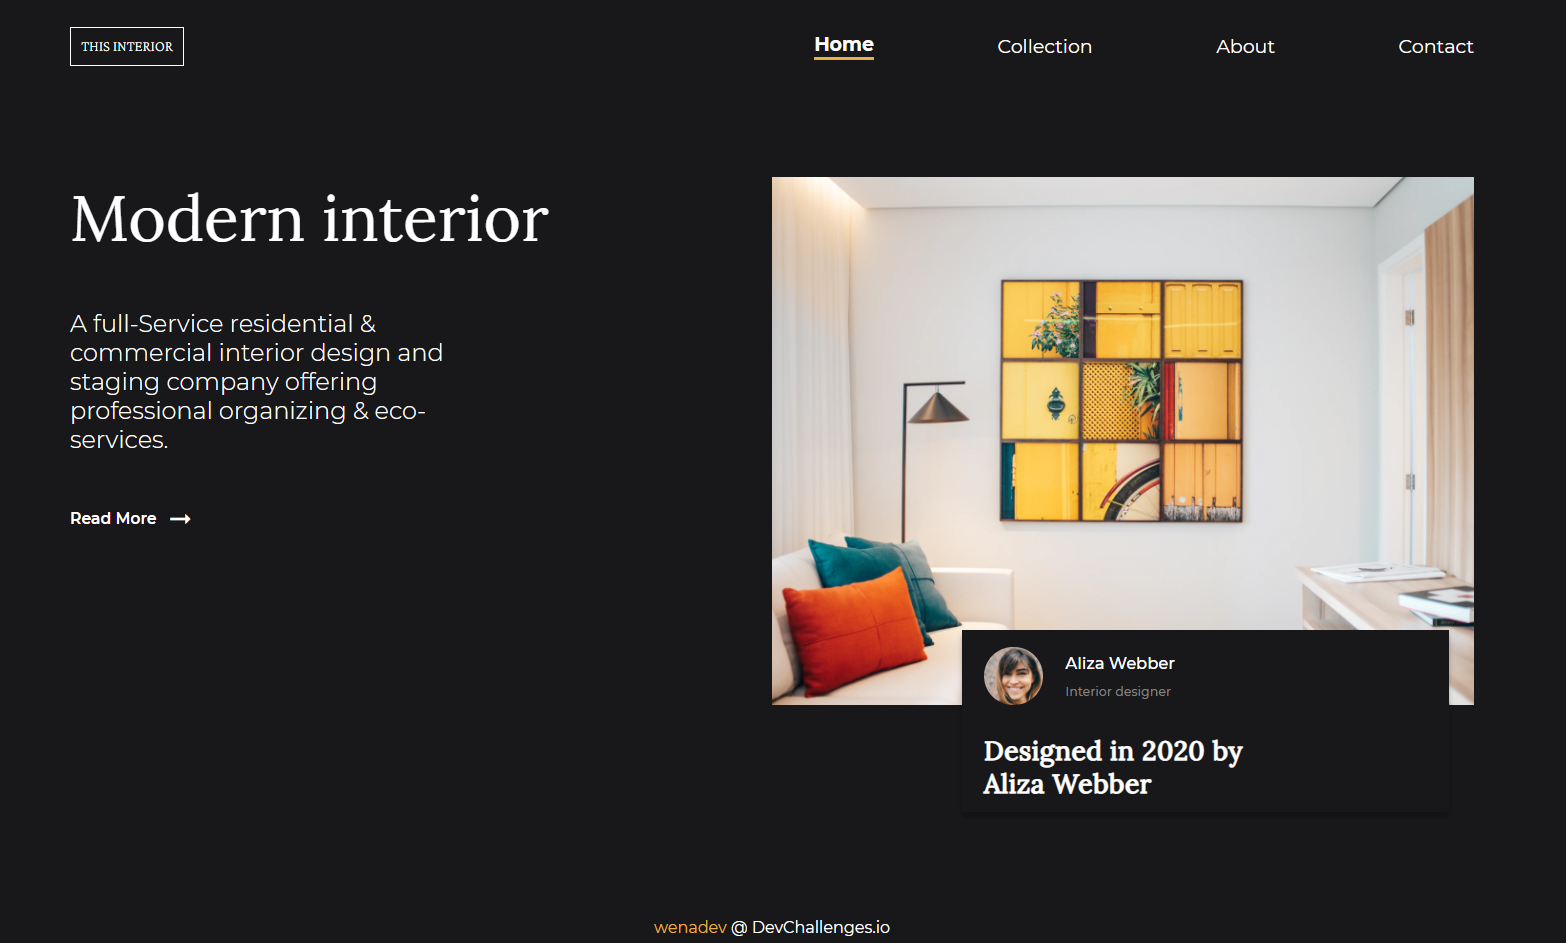 THIS INTERIOR
Home
Collection
About
Contact
Modern interior
A full-Service residential &
commercial interior design and
staging company offering
professional organizing & eco-
services.
Read More
Aliza Webber
Interior designer
Designed in 2020 by
Aliza Webber
wenadev @ DevChallenges.io